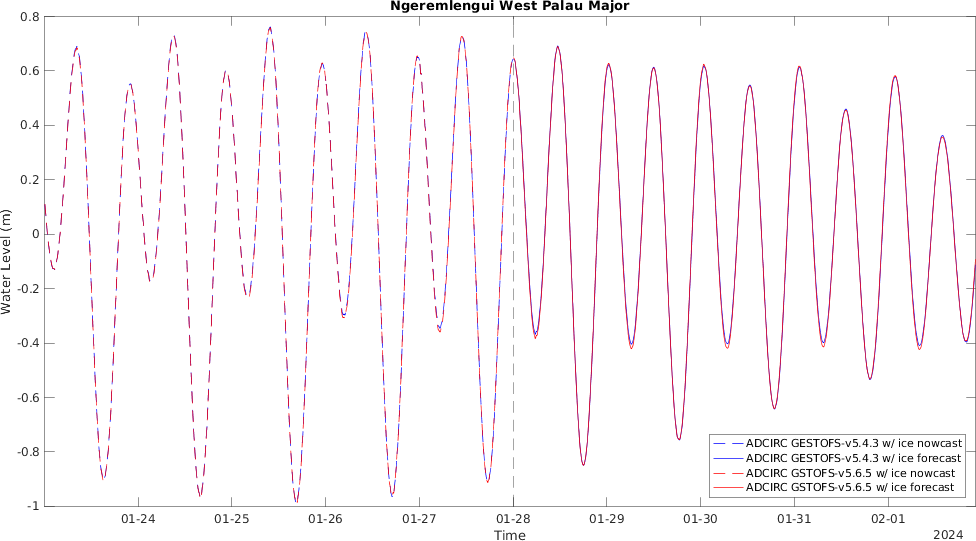 Ngeremlengui West Palau Major
0.8
0.6
0.4
0.2
0
-0.2
-0.4
-0.6
-0.8
-1
Water Level (m)
ADCIRC GESTOFS-v5.4.3 w/ ice nowcast
ADCIRC GESTOFS-v5.4.3 w/ ice forecast
ADCIRC GSTOFS-v5.6.5 w/ ice nowcast
ADCIRC GSTOFS-v5.6.5 w/ ice forecast
01-24 01-25 01-26 01-27 01-28 01-29 01-30 01-31 02-01
Time
2024